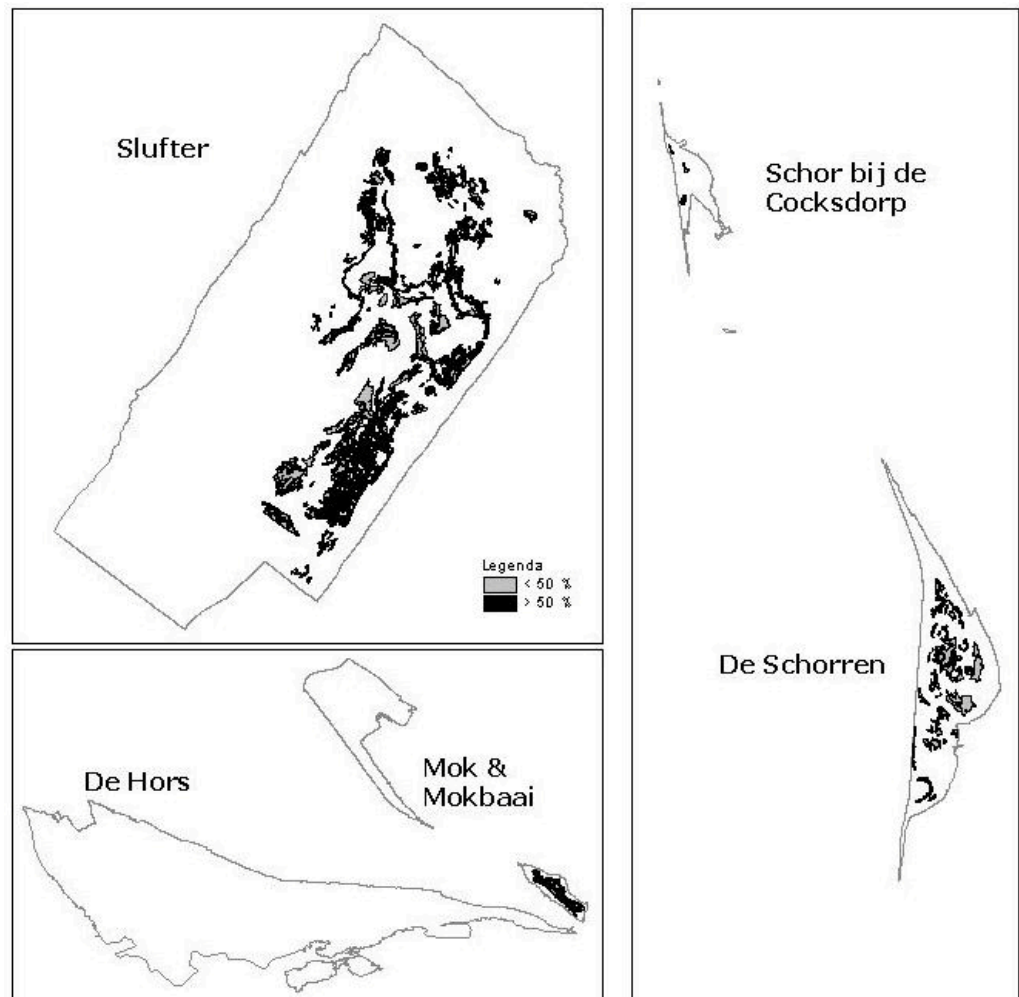 Slufter
Legenda
< 50 %
> 50 %
De Hors
Mok &
Mokbaai
Schor bij de
Cocksdorp
De Schorren